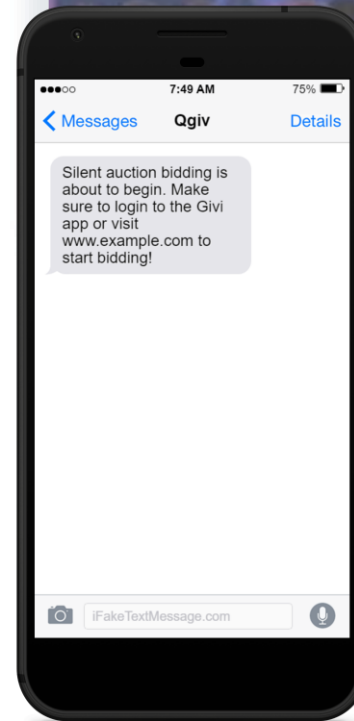 7:49 AM
75%
Messages
Qgiv
Details
Silent auction bidding is
about to begin. Make
sure to login to the Givi
app or visit
www.example.com to
start bidding!
iFakeTextMessage.com